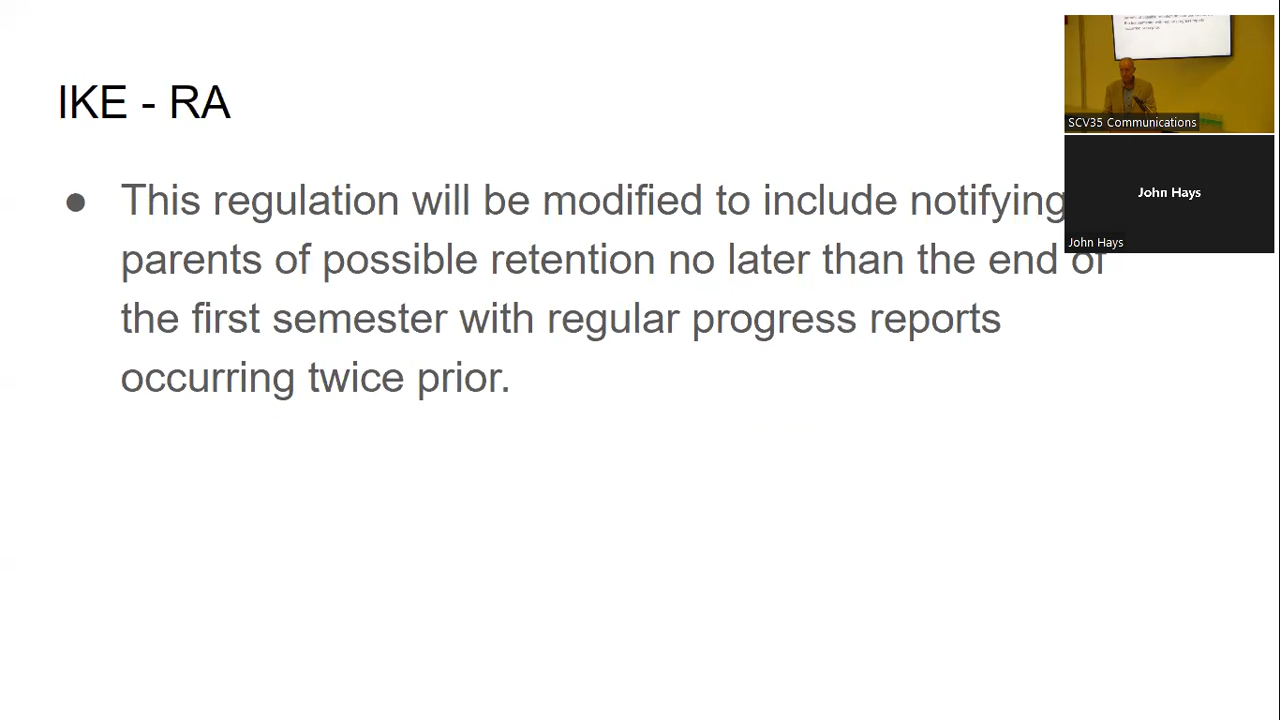 IKE - RA
● This regulation will be modified to include notifying
parents of possible retention no later than the end of
the first semester with regular progress reports
occurring twice prior.
SCV35 Communications
John Hays
John Hays